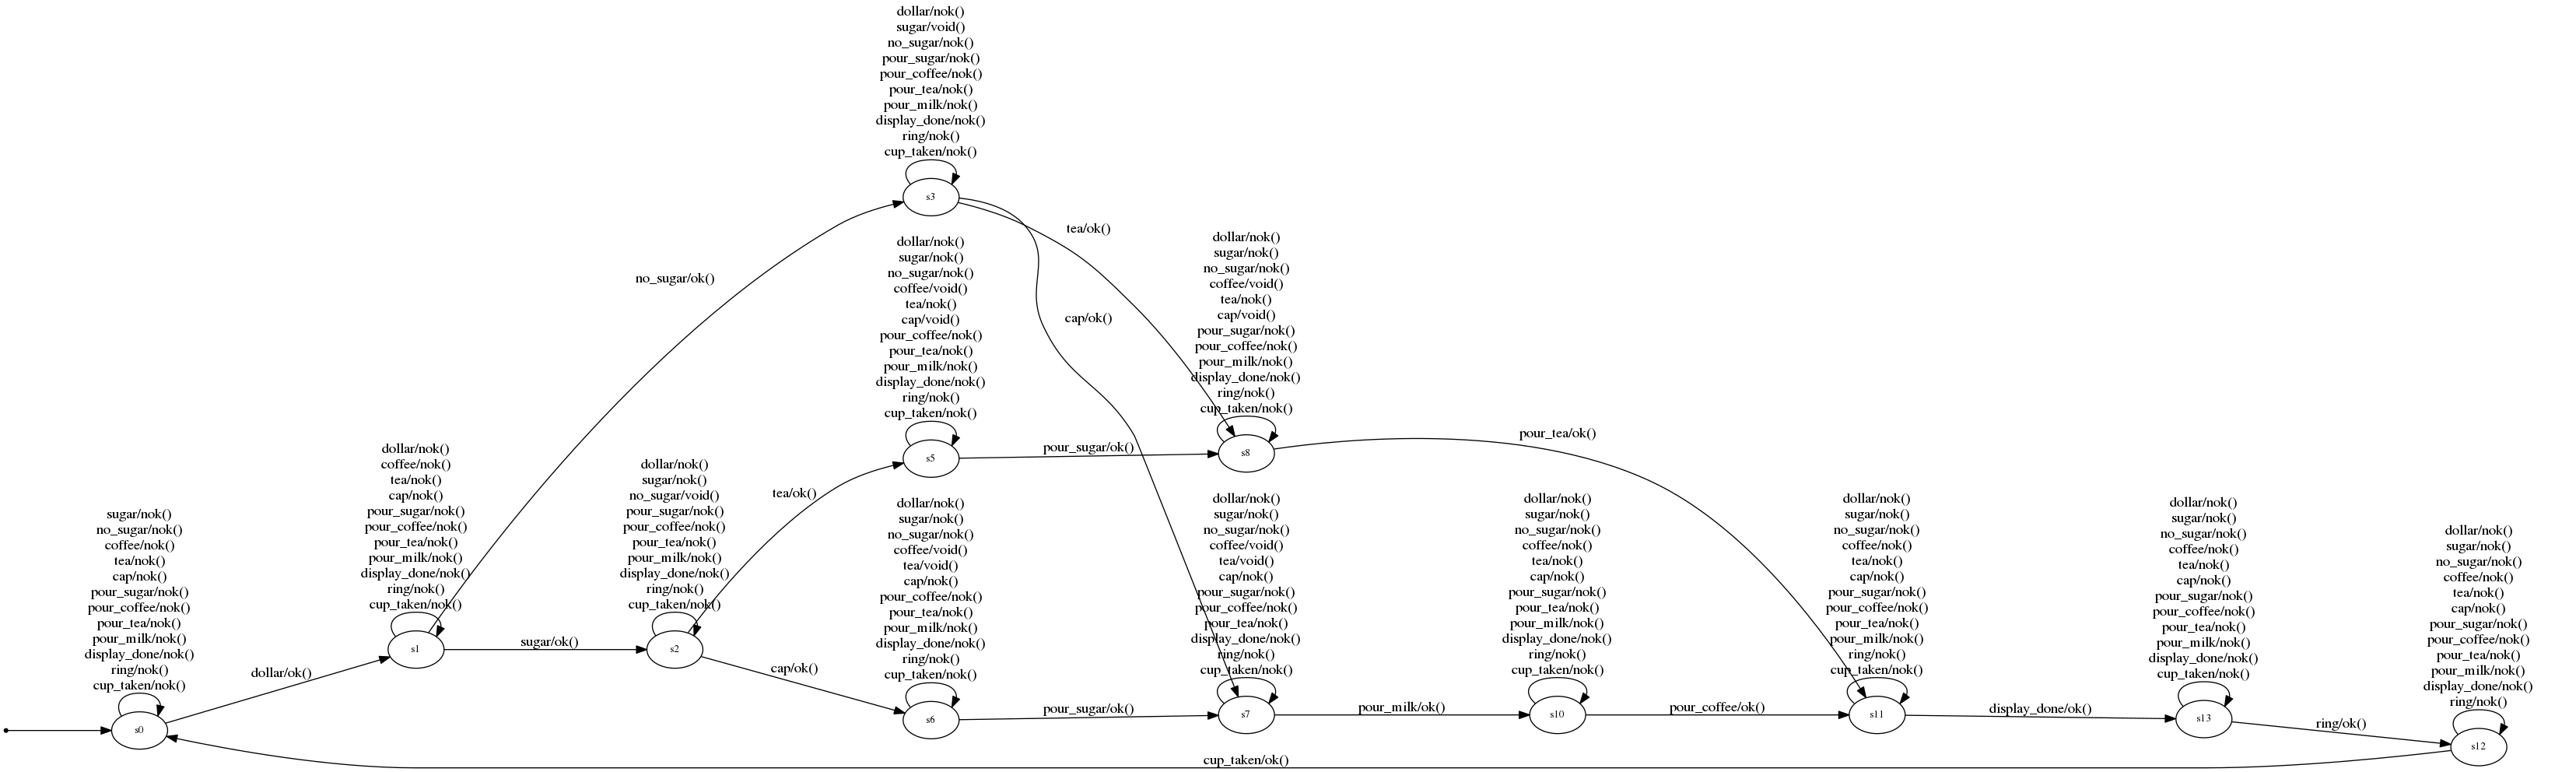 dollar/nok()
sugar/void()
no_sugar/nok()
pour_sugar/nok()
pour_coffee/nok()
pour_tea/nok()
pour_milk/nok()
display_done/nok()
ring/nok()
cup_taken/nok()
s3
tea/ok()
cap/ok()
no_sugar/ok()
dollar/nok()
sugar/nok()
no_sugar/nok()
coffee/void()
tea/nok()
cap/void()
pour_coffee/nok()
pour_tea/nok()
pour_milk/nok()
display_done/nok()
ring/nok()
cup_taken/nok()
s5
pour_sugar/ok()
dollar/nok()
sugar/nok()
no_sugar/nok()
coffee/void()
tea/nok()
cap/void()
pour_sugar/nok()
pour_coffee/nok()
pour_milk/nok()
display_done/nok()
ring/nok()
cup_taken/nok()
s8
pour_tea/ok()
sugar/nok()
no_sugar/nok()
coffee/nok()
tea/nok()
cap/nok()
pour_sugar/nok()
pour_coffee/nok()
pour_tea/nok()
pour_milk/nok()
display_done/nok()
ring/nok()
cup_taken/nok()
s0
dollar/ok()
dollar/nok()
coffee/nok()
tea/nok()
cap/nok()
pour_sugar/nok()
pour_coffee/nok()
pour_tea/nok()
pour_milk/nok()
display_done/nok()
ring/nok()
cup_taken/nok()
s1
sugar/ok()
dollar/nok()
sugar/nok()
no_sugar/void()
pour_sugar/nok()
pour_coffee/nok()
pour_tea/nok()
pour_milk/nok()
display_done/nok()
ring/nok()
cup_taken/nok()
s2
tea/ok()
cap/ok()
dollar/nok()
sugar/nok()
no_sugar/nok()
coffee/void()
tea/void()
cap/nok()
pour_coffee/nok()
pour_tea/nok()
pour_milk/nok()
display_done/nok()
ring/nok()
cup_taken/nok()
s6
pour_sugar/ok()
dollar/nok()
sugar/nok()
no_sugar/nok()
coffee/void()
tea/void()
cap/nok()
pour_sugar/nok()
pour_coffee/nok()
pour_tea/nok()
display_done/nok()
ring/nok()
cup_taken/nok()
s7
pour_milk/ok()
dollar/nok()
sugar/nok()
no_sugar/nok()
coffee/nok()
tea/nok()
cap/nok()
pour_sugar/nok()
pour_tea/nok()
pour_milk/nok()
display_done/nok()
ring/nok()
cup_taken/nok()
s10
pour_coffee/ok()
dollar/nok()
sugar/nok()
no_sugar/nok()
coffee/nok()
tea/nok()
cap/nok()
pour_sugar/nok()
pour_coffee/nok()
pour_tea/nok()
pour_milk/nok()
ring/nok()
cup_taken/nok()
s11
display_done/ok()
dollar/nok()
sugar/nok()
no_sugar/nok()
coffee/nok()
tea/nok()
cap/nok()
pour_sugar/nok()
pour_coffee/nok()
pour_tea/nok()
pour_milk/nok()
display_done/nok()
cup_taken/nok()
s13
ring/ok()
dollar/nok()
sugar/nok()
no_sugar/nok()
coffee/nok()
tea/nok()
cap/nok()
pour_sugar/nok()
pour_coffee/nok()
pour_tea/nok()
pour_milk/nok()
display_done/nok()
ring/nok()
s12
cup_taken/ok()